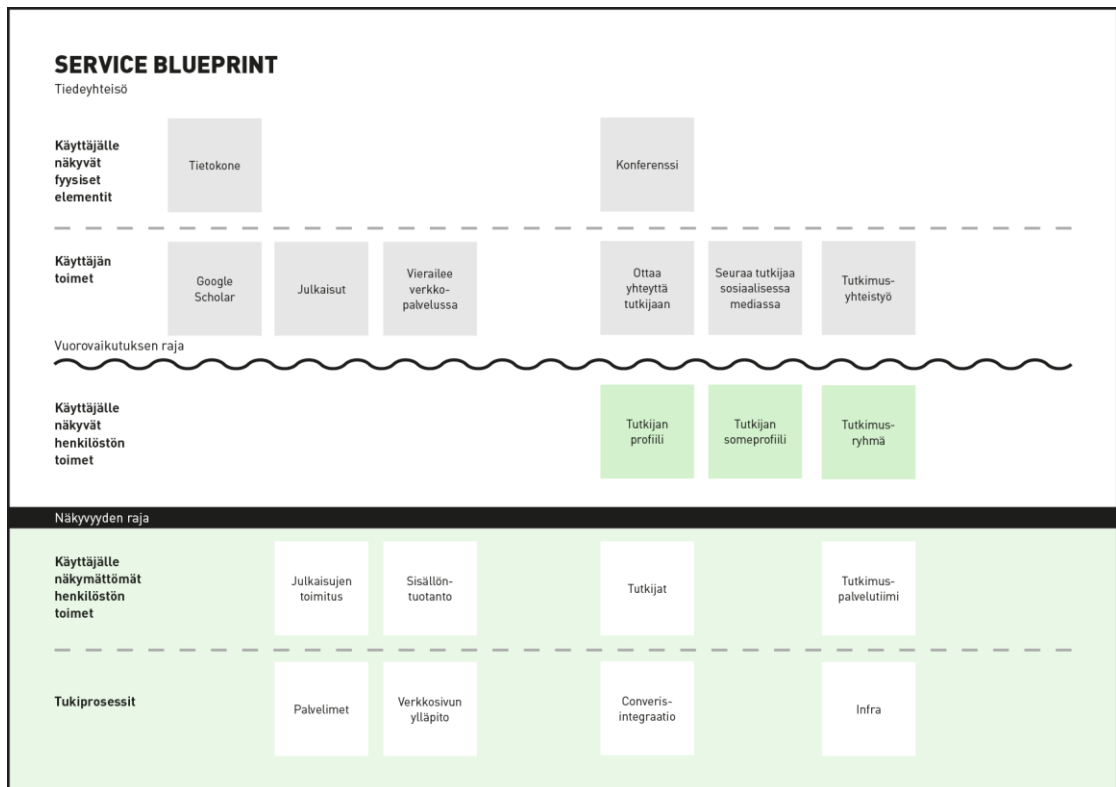 SERVICE BLUEPRINT
Tiedeyhteisö
Käyttäjälle
näkyvät
fyysiset
elementit
Tietokone
Konferenssi
Käyttäjän
toimet
Google
Scholar
Julkaisut
Vierailee
verkko-
palvelussa
Ottaa
yhteyttä
tutkijaan
Seuraa tutkijaa
sosiaalisessa
mediassa
Tutkimus-
yhteistyö
Vuorovaikutuksen raja
Käyttäjälle
näkyvät
henkilöstön
toimet
Tutkijan
profiili
Tutkijan
someprofiili
Tutkimus-
ryhmä
Näkyvyyden raja
Käyttäjälle
näkymättömät
henkilöstön
toimet
Julkaisujen
toimitus
Sisällön-
tuotanto
Tutkijat
Tutkimus-
palvelutiimi
Tukiprosessit
Palvelimet
Verkkosivun
ylläpito
Converis-
integraatio
Infra